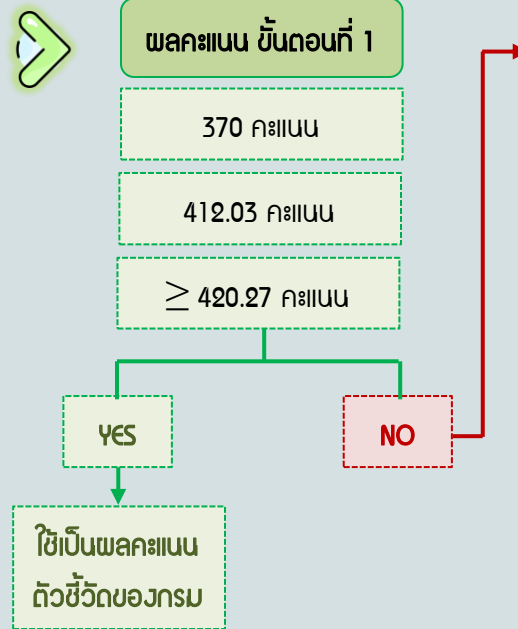 ผลคะแนน ขั้นตอนที่ 1
370 คะแนน
412.03 คะแนน
≥ 420.27 คะแนน
YES
NO
ใช้เป็นผลคะแนน
ตัวชี้วัดของกรม